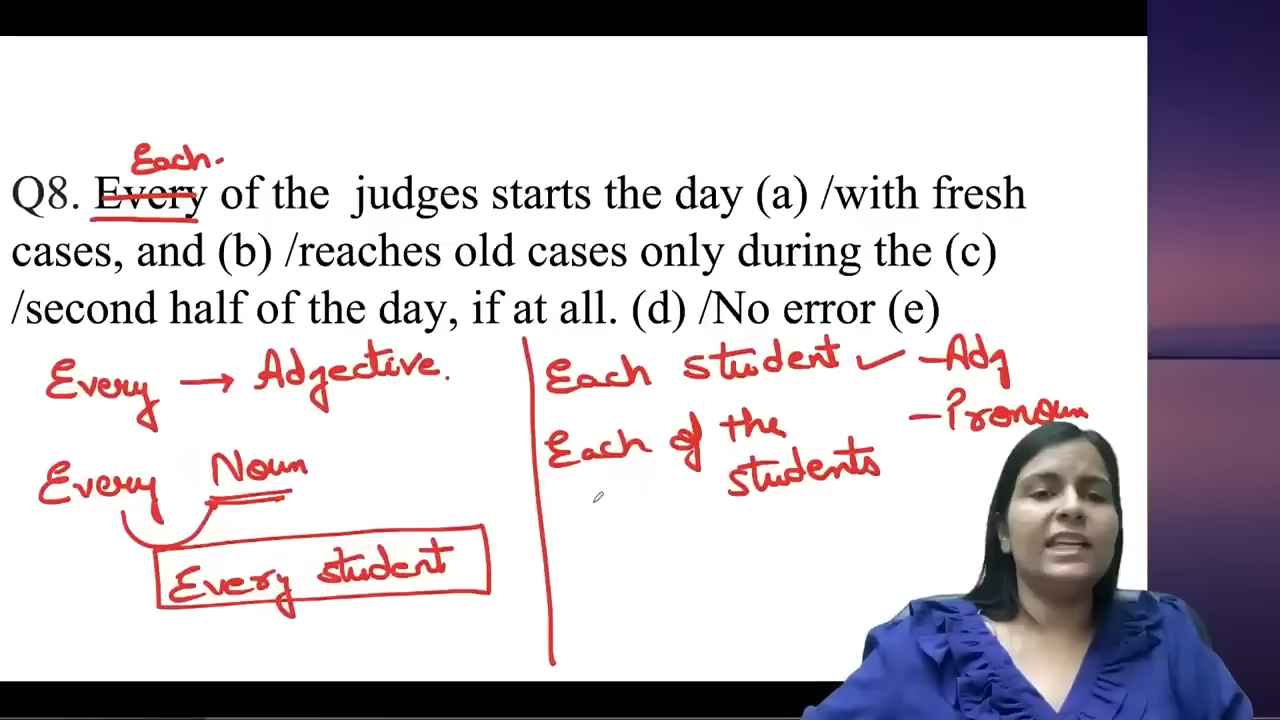 Each.
Q8. Every of the judges starts the day (a) /with fresh
cases, and (b) /reaches old cases only during the (c)
/second half of the day, if at all. (d) /No error (e)
Every → Adjective.
Every Noun
Every student
Each student ✓ -Adj
-Pronoun
Each of the
students